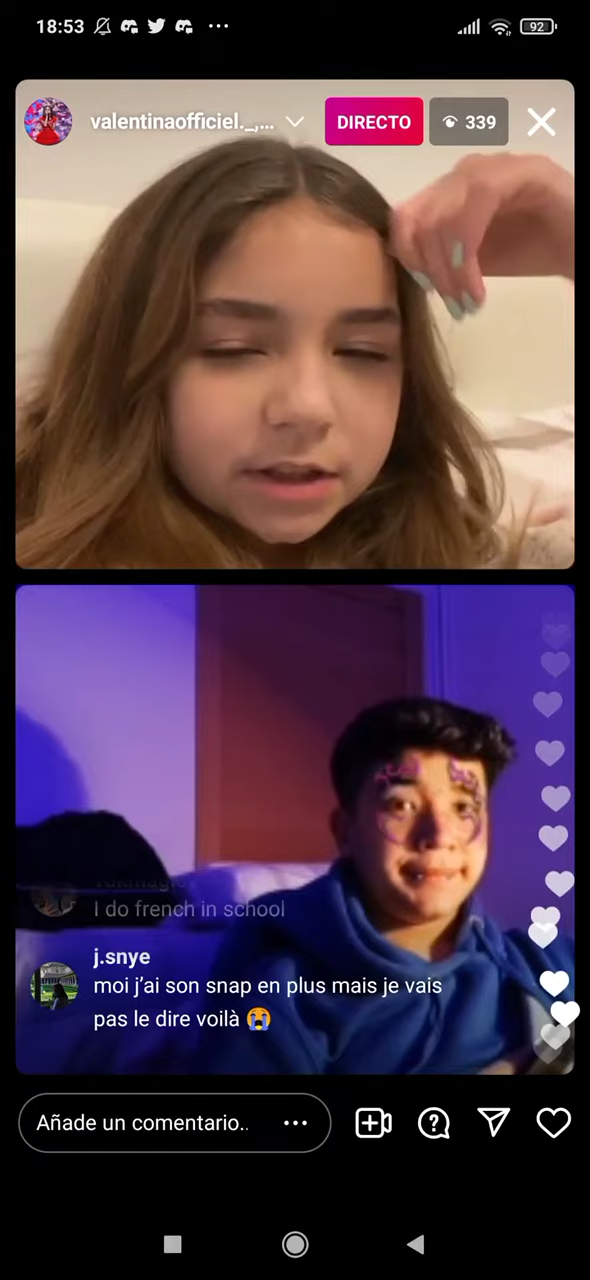 18:53
92
valentinaofficiel._,...
DIRECTO
339
I do french in school
j.snye
moi j'ai son snap en plus mais je vais
pas le dire voilà 😭
Añade un comentario..